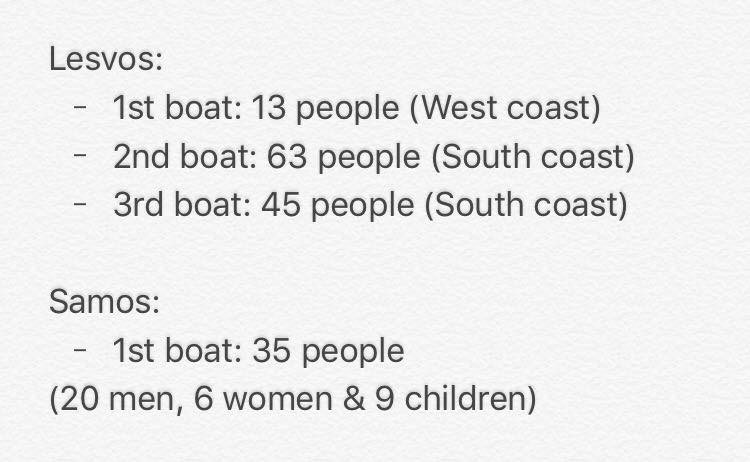 Lesvos:
- 1st boat: 13 people (West coast)
- 2nd boat: 63 people (South coast)
- 3rd boat: 45 people (South coast)
Samos:
- 1st boat: 35 people
(20 men, 6 women & 9 children)